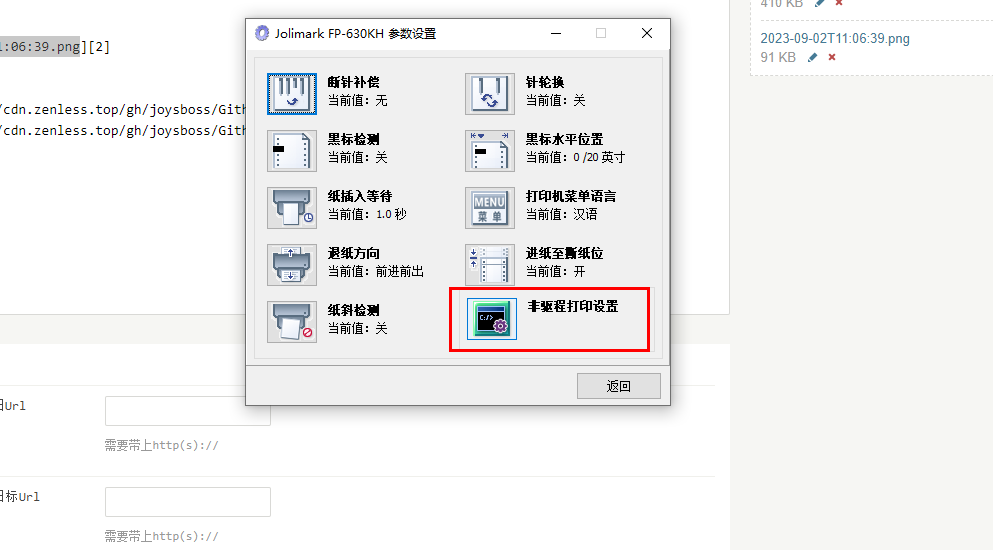 410 KB
2023-09-02T11:06:39.png
91 KB
1:06:39.png][2]
/cdn.zenless.top/gh/joysboss/Gith
/cdn.zenless.top/gh/joysboss/Gith
Jolimark FP-630KH 参数设置
断针补偿
当前值：无
针轮换
当前值：关
黑标检测
当前值：关
黑标水平位置
当前值：0 /20 英寸
纸插入等待
当前值：1.0 秒
MENU
菜 单
打印机菜单语言
当前值：汉语
退纸方向
当前值：前进前出
进纸至撕纸位
当前值：开
纸斜检测
当前值：关
C:/>
非驱程打印设置
返回
Url
需要带上http(s)://
目标Url
需要带上http(s)://